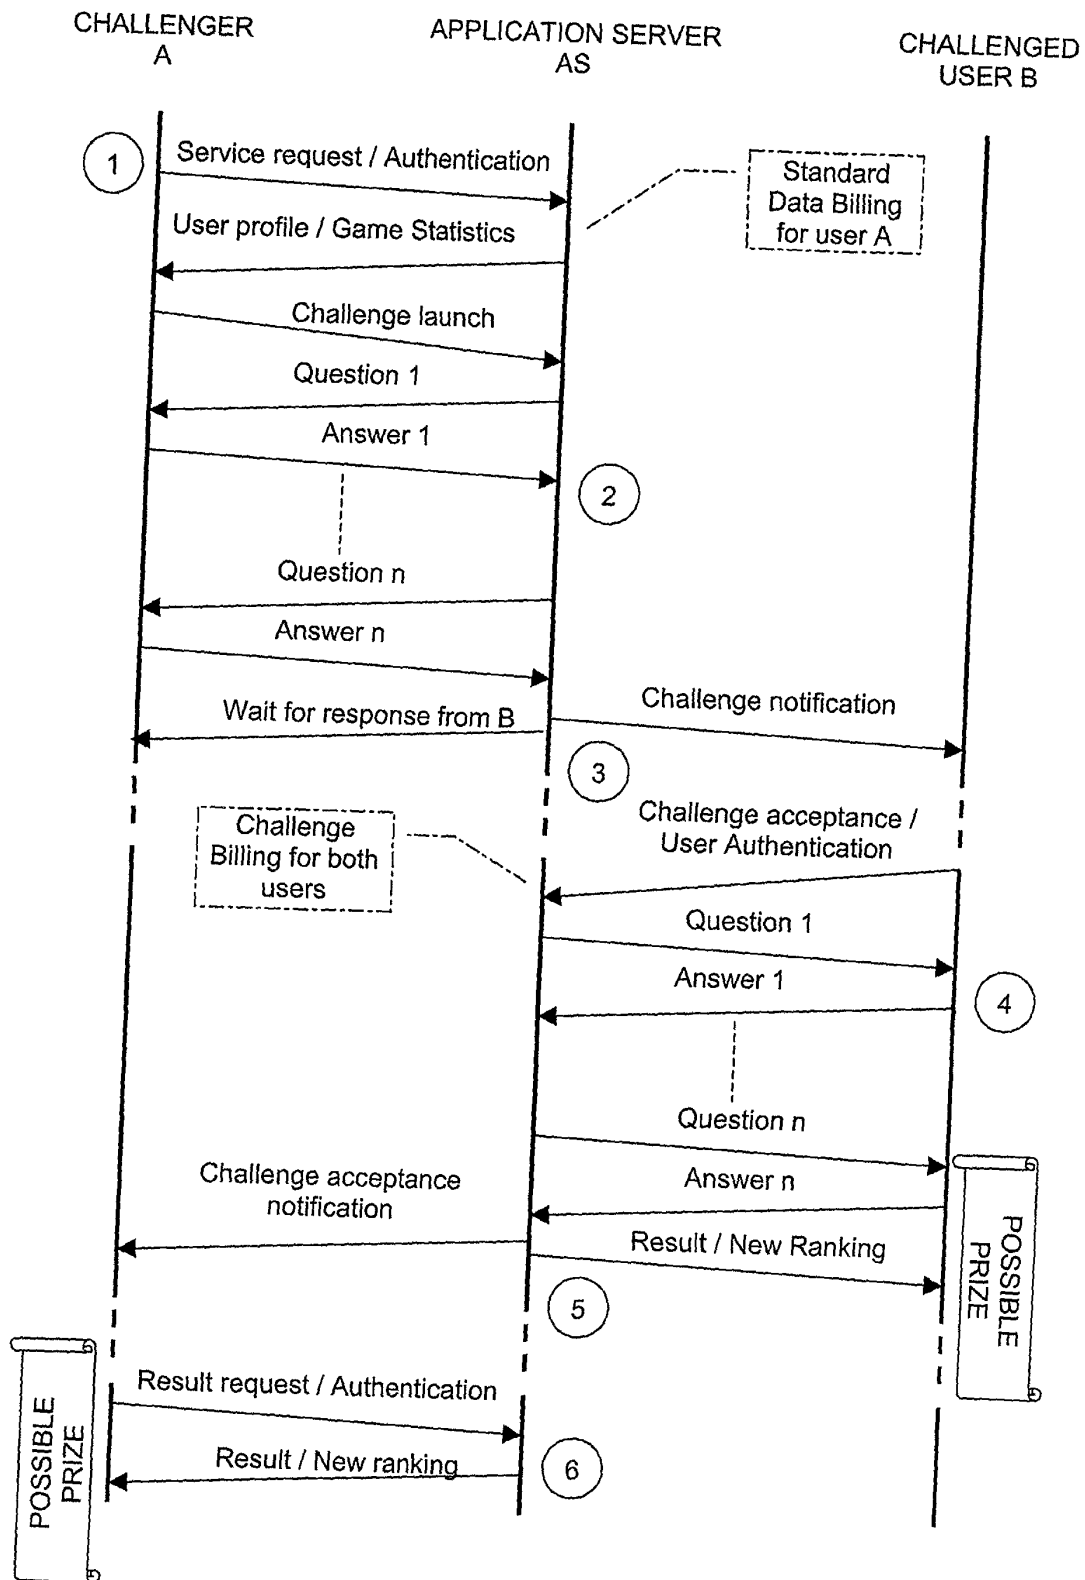 CHALLENGER
A
APPLICATION SERVER
AS
CHALLENGED
USER B
1
Service request / Authentication
Standard
Data Billing
for user A
User profile / Game Statistics
Challenge launch
Question 1
Answer 1
2
Question n
Answer n
Wait for response from B
Challenge notification
3
Challenge acceptance /
User Authentication
Challenge
Billing for both
users
Question 1
Answer 1
4
Question n
Answer n
Challenge acceptance
notification
Result / New Ranking
POSSIBLE
PRIZE
5
Result request / Authentication
Result / New ranking
6
POSSIBLE
PRIZE